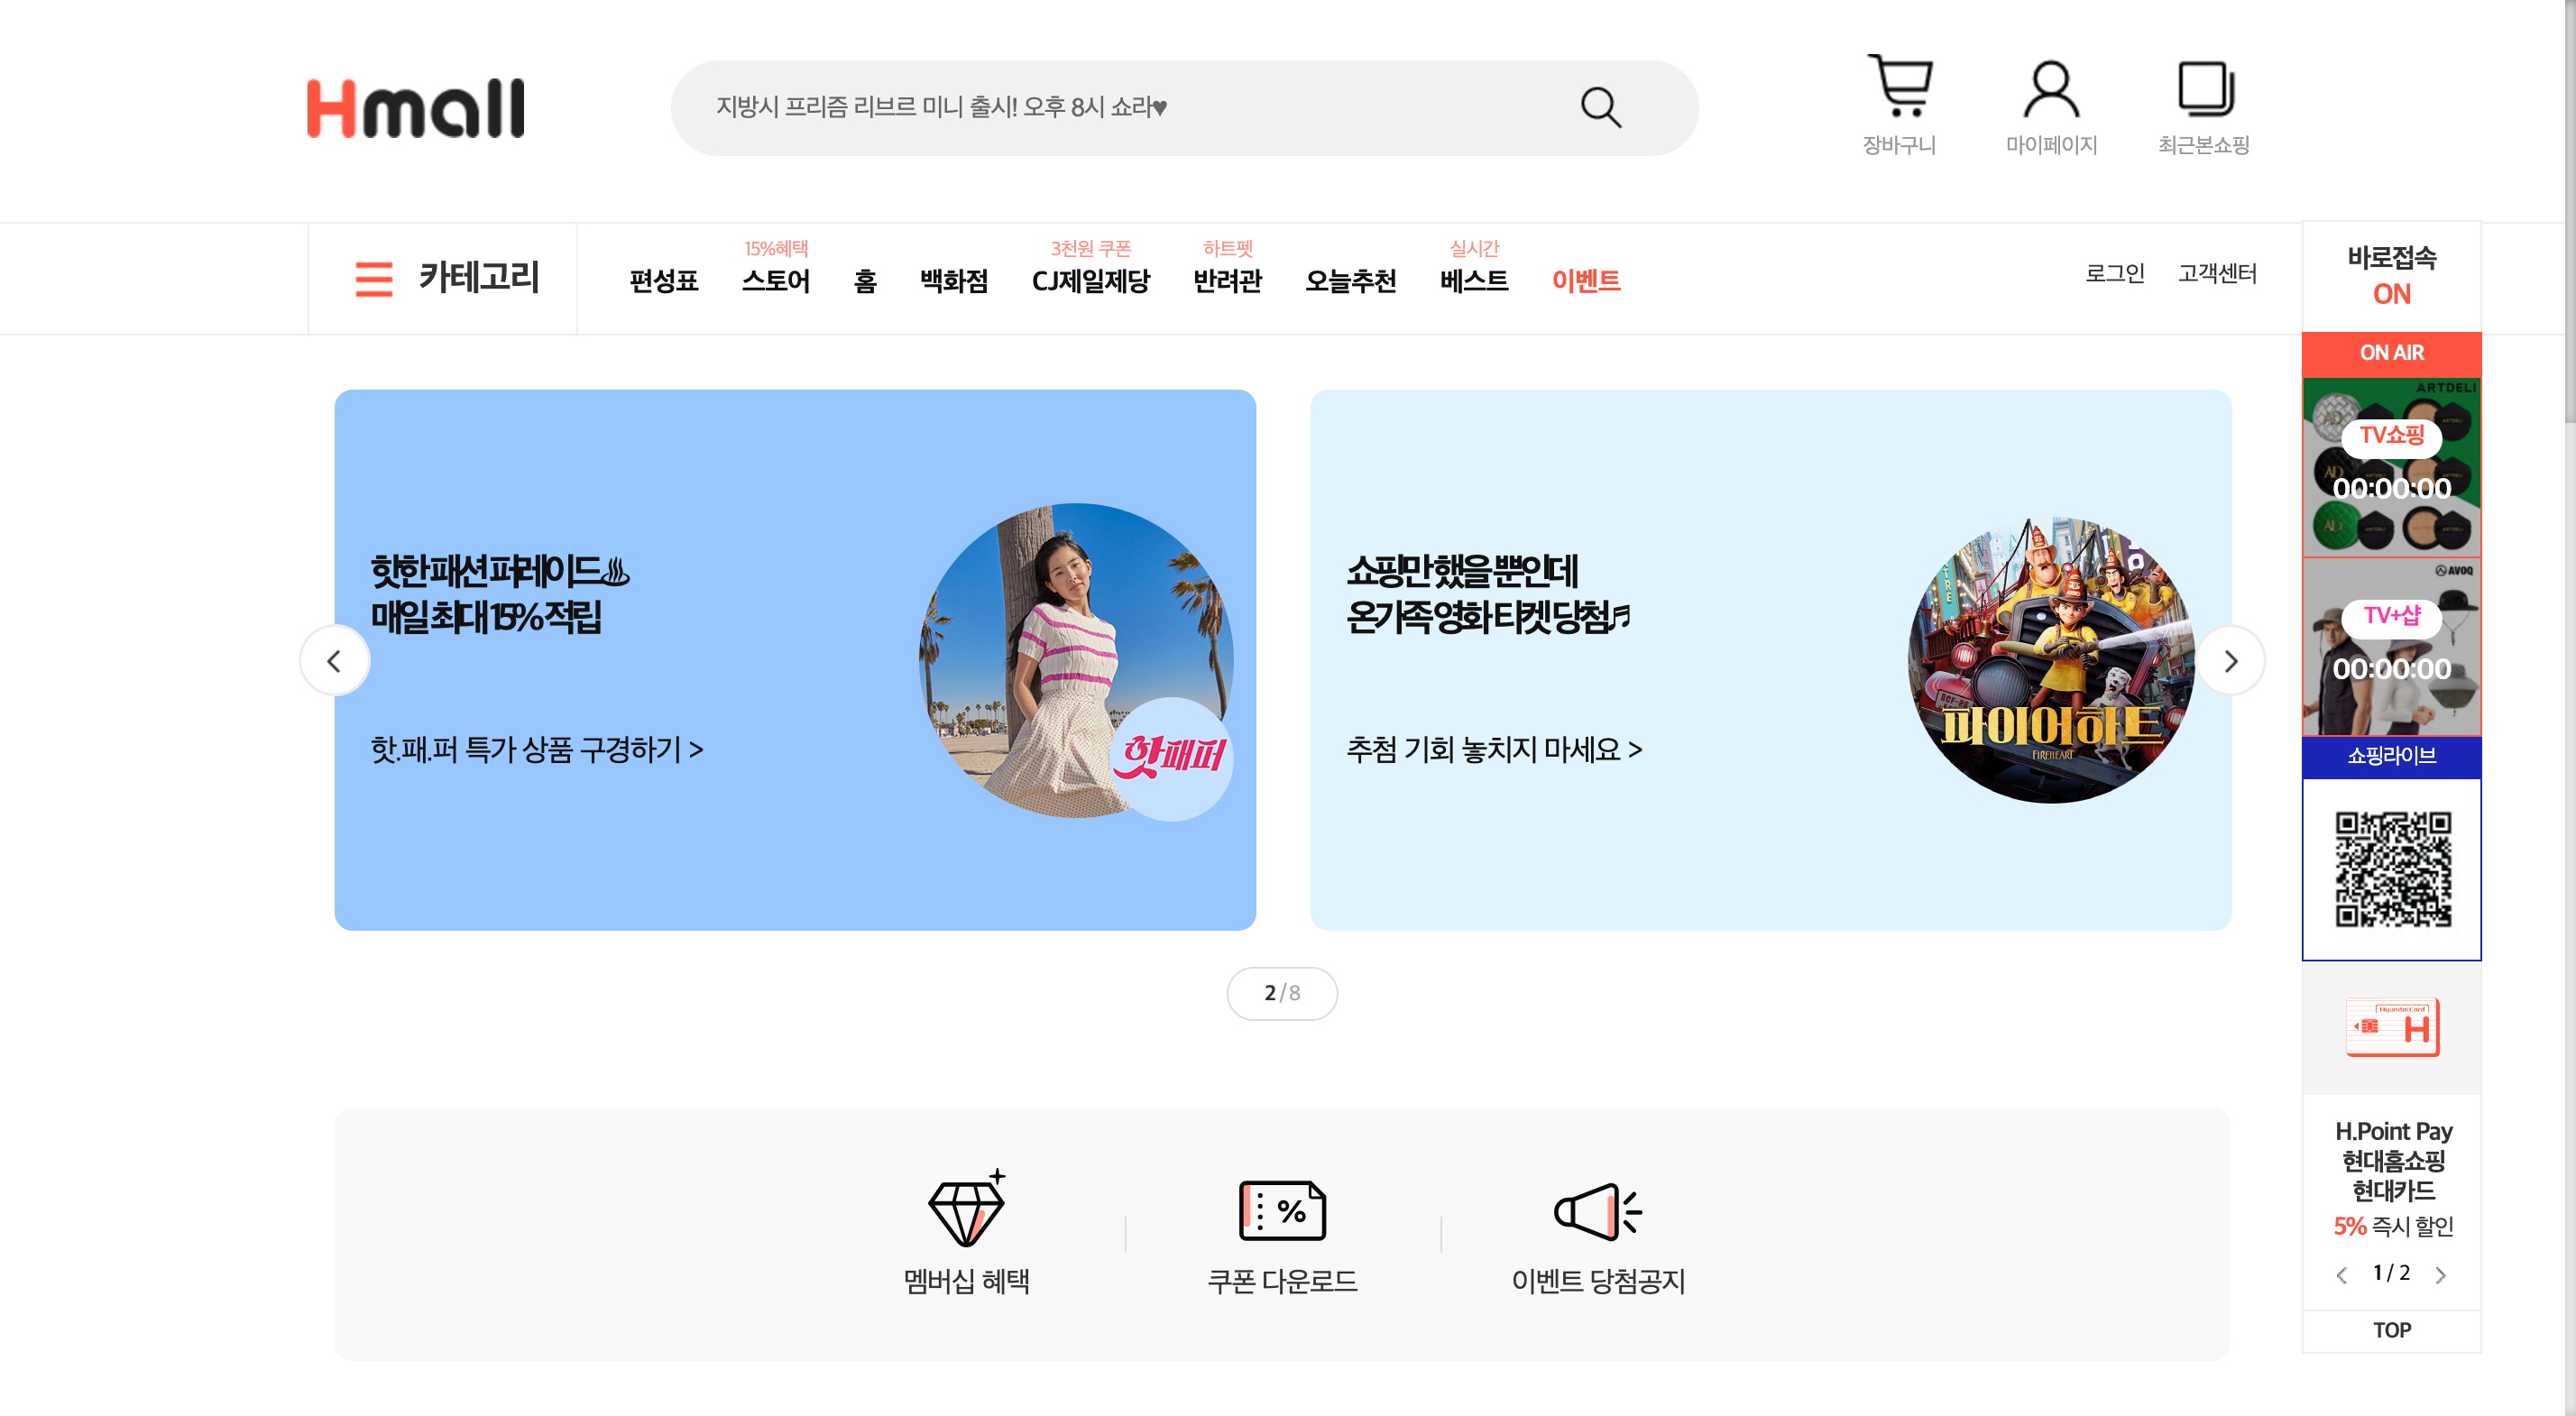 Hmall
지방시 프리즘 리브르 미니 출시! 오후 8시 쇼라♥
장바구니
마이페이지
최근본쇼핑
카테고리
편성표
15%혜택
스토어
홈
백화점
3천원 쿠폰
CJ제일제당
하트펫
반려관
오늘추천
실시간
베스트
이벤트
로그인
고객센터
바로접속
ON
ON AIR
ARTDELI
TV쇼핑
00:00:00
AVOQ
TV+샵
00:00:00
쇼핑라이브
핫한 패션 퍼레이드♨
매일 최대 15% 적립
핫.패.퍼 특가 상품 구경하기 >
핫패퍼
쇼핑만 했을 뿐인데
온가족 영화 티켓 당첨♬
추첨 기회 놓치지 마세요 >
파이어하트
FIREHEART
2/8
Hyundai Card
H
H.Point Pay
현대홈쇼핑
현대카드
5% 즉시 할인
1 / 2
TOP
멤버십 혜택
%
쿠폰 다운로드
이벤트 당첨공지